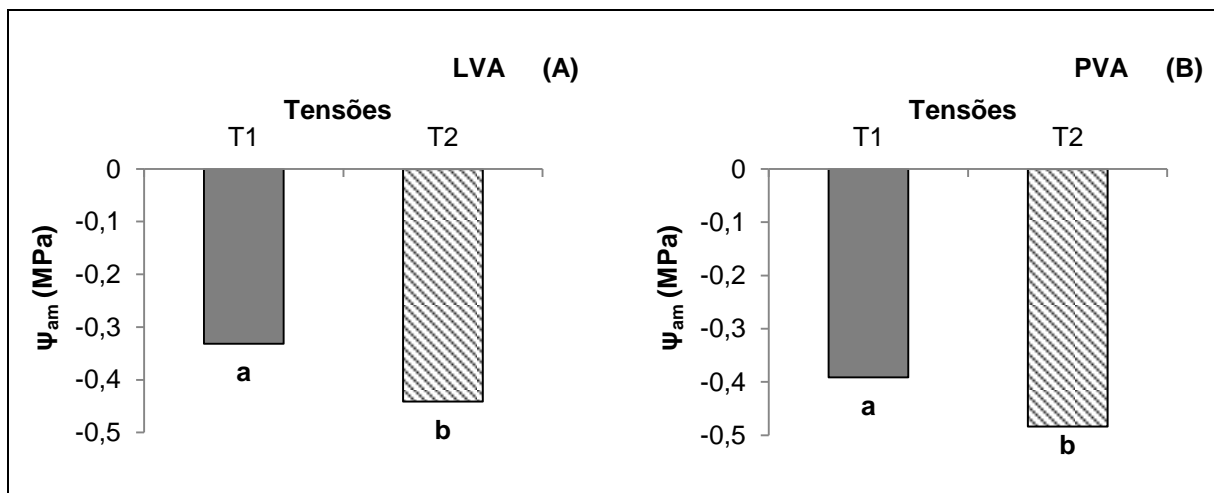 LVA (A)
Tensões
T1 T2
0
-0,1
-0,2
-0,3
-0,4
-0,5
Ψam (MPa)
a
b
PVA (B)
Tensões
T1 T2
0
-0,1
-0,2
-0,3
-0,4
-0,5
Ψam (MPa)
a
b